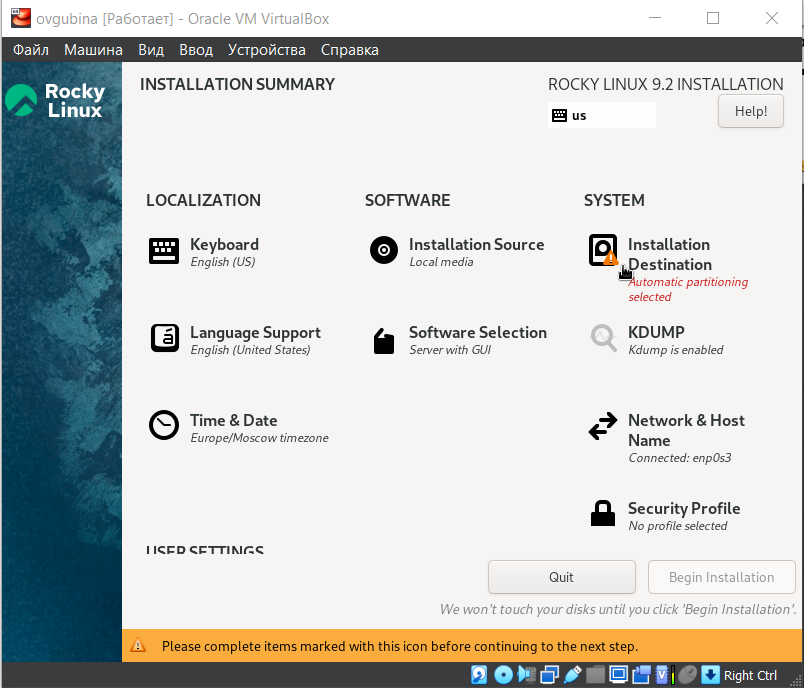 ovgubina [Работает] - Oracle VM VirtualBox
Файл Машина Вид Ввод Устройства Справка
Rocky
Linux
INSTALLATION SUMMARY
ROCKY LINUX 9.2 INSTALLATION
us
Help!
LOCALIZATION
Keyboard
English (US)
Language Support
English (United States)
Time & Date
Europe/Moscow timezone
SOFTWARE
Installation Source
Local media
Software Selection
Server with GUI
SYSTEM
Installation
Destination
Automatic partitioning
selected
KDUMP
Kdump is enabled
Network & Host
Name
Connected: enp0s3
Security Profile
No profile selected
USER SETTINGS
Quit
Begin Installation
We won't touch your disks until you click 'Begin Installation'.
Please complete items marked with this icon before continuing to the next step.
Right Ctrl